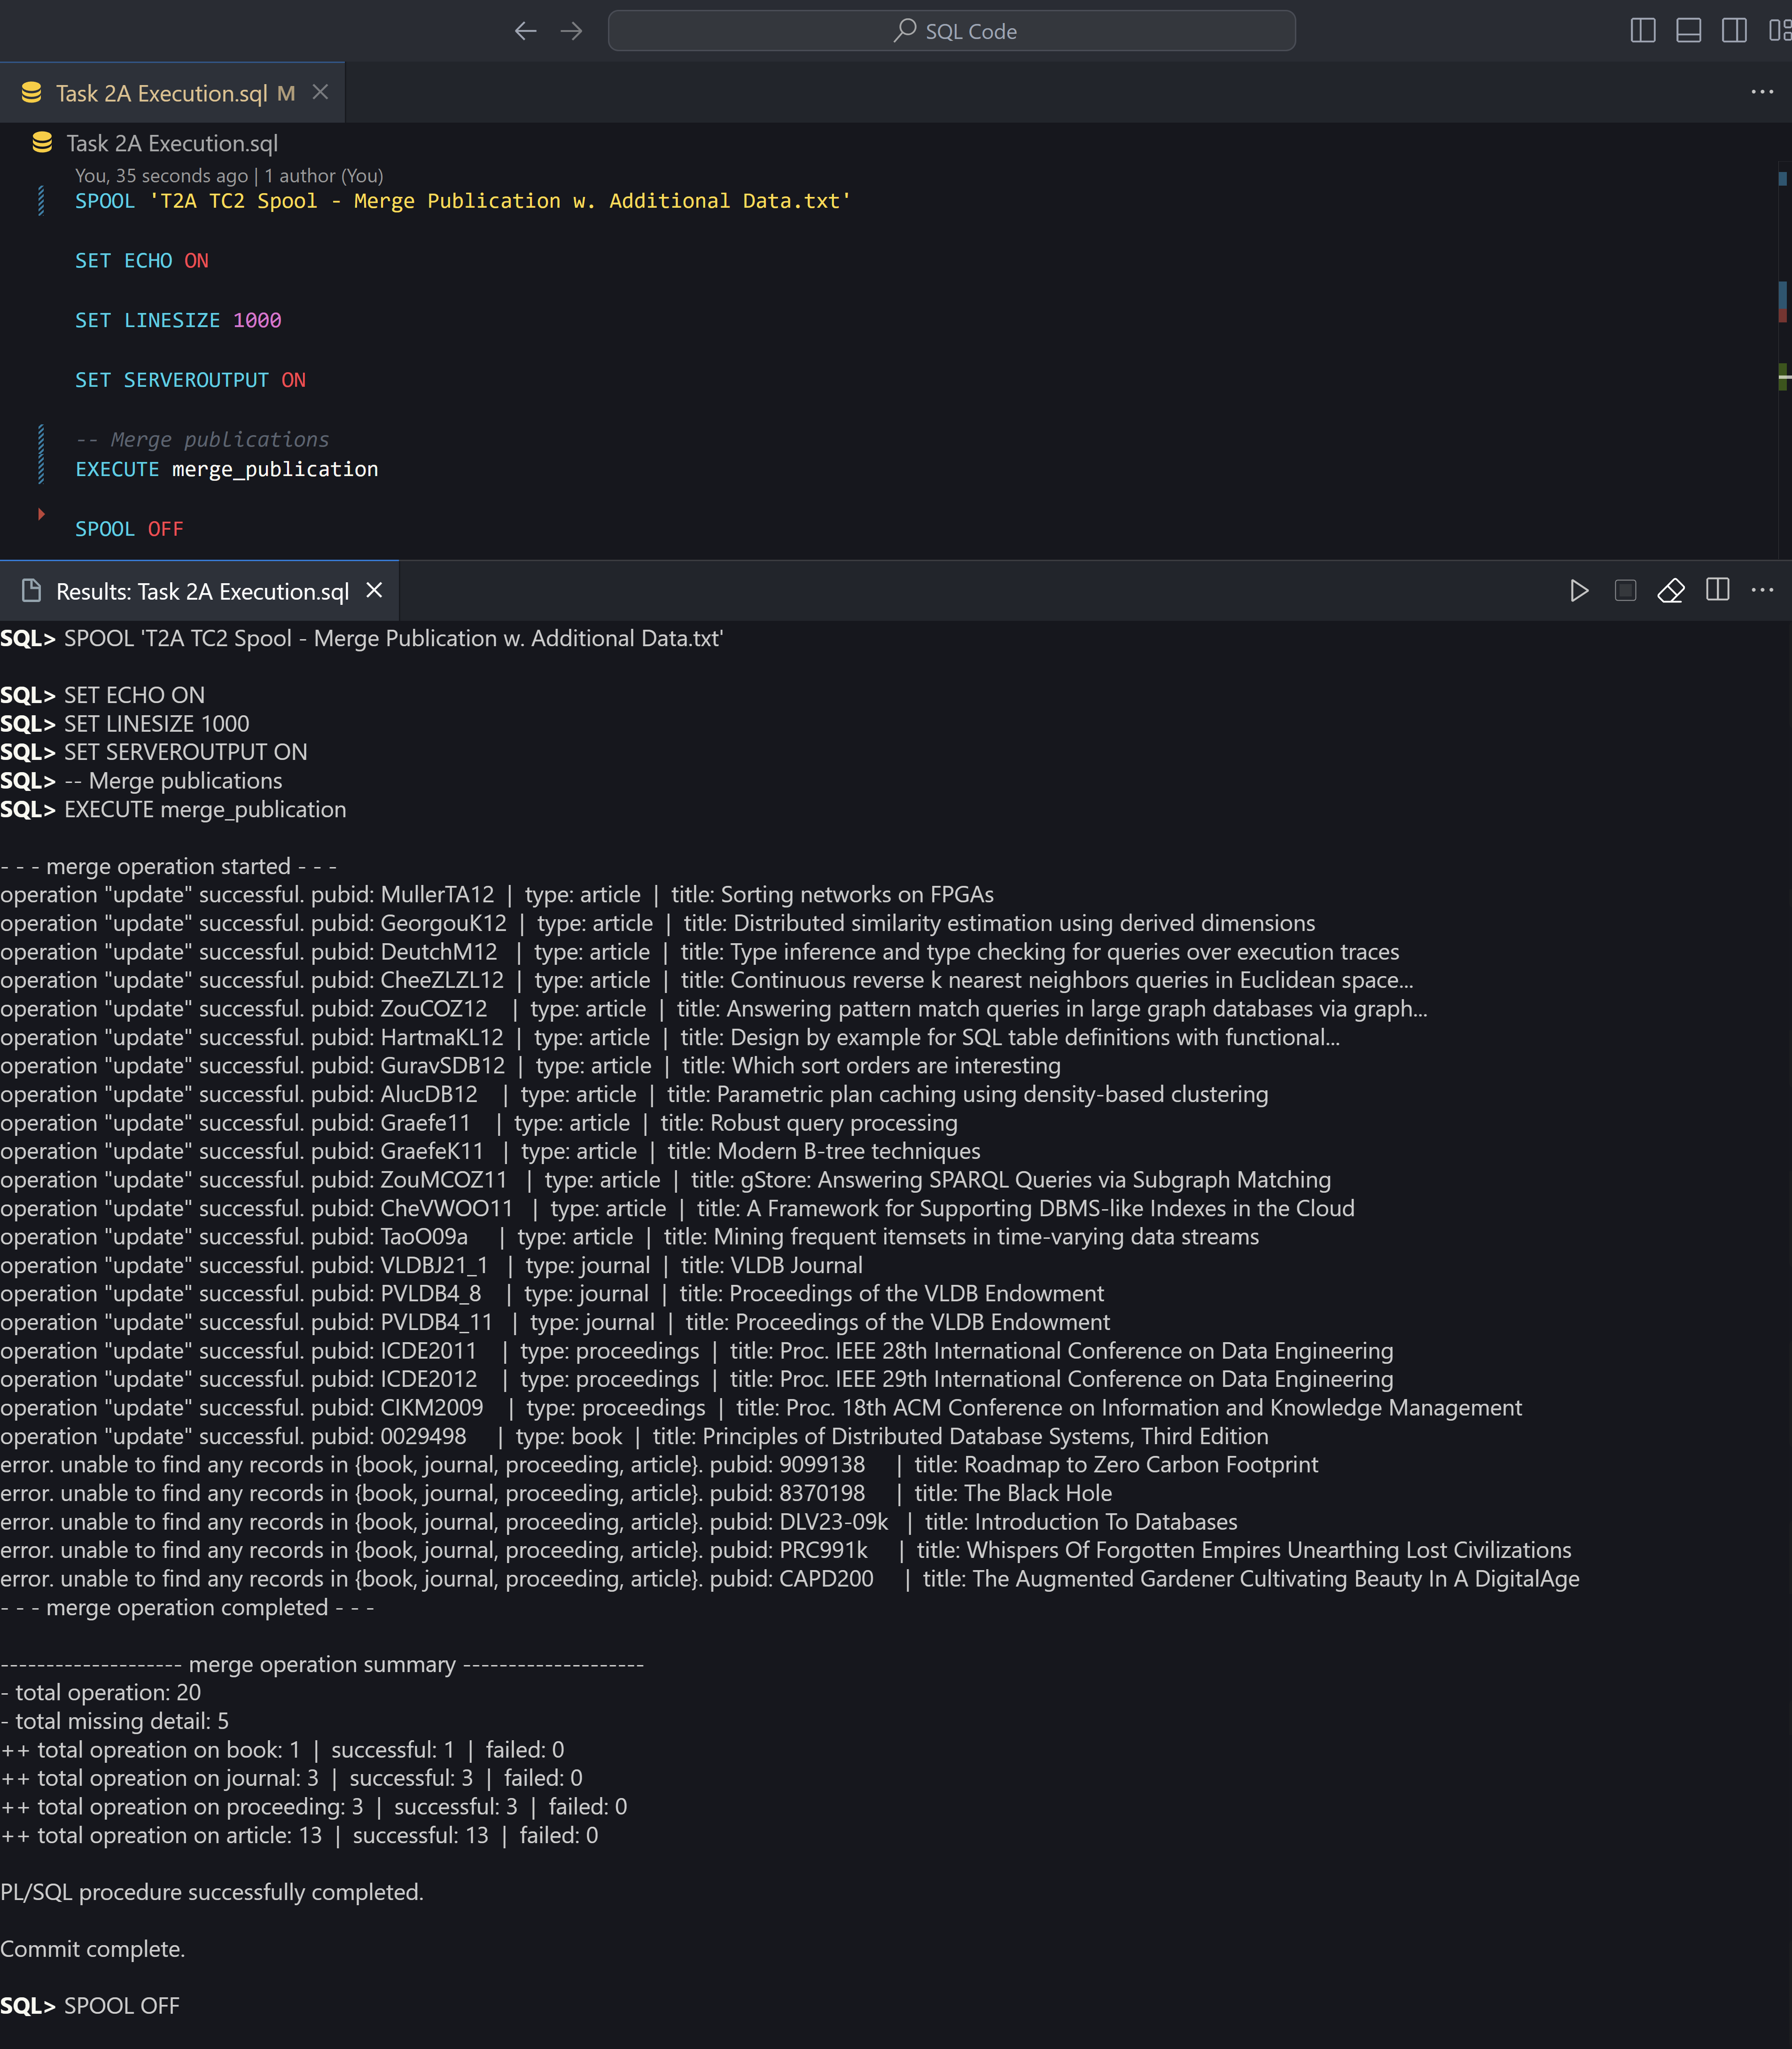 SQL Code
Task 2A Execution.sql M
Task 2A Execution.sql
You, 35 seconds ago | 1 author (You)
SPOOL 'T2A TC2 Spool - Merge Publication w. Additional Data.txt'
SET ECHO ON
SET LINESIZE 1000
SET SERVEROUTPUT ON
-- Merge publications
EXECUTE merge_publication
SPOOL OFF
Results: Task 2A Execution.sql
SQL> SPOOL 'T2A TC2 Spool - Merge Publication w. Additional Data.txt'
SQL> SET ECHO ON
SQL> SET LINESIZE 1000
SQL> SET SERVEROUTPUT ON
SQL> -- Merge publications
SQL> EXECUTE merge_publication
- - - merge operation started - - -
operation "update" successful. pubid: MullerTA12 | type: article | title: Sorting networks on FPGAs
operation "update" successful. pubid: GeorgouK12 | type: article | title: Distributed similarity estimation using derived dimensions
operation "update" successful. pubid: DeutchM12 | type: article | title: Type inference and type checking for queries over execution traces
operation "update" successful. pubid: CheeZLZL12 | type: article | title: Continuous reverse k nearest neighbors queries in Euclidean space...
operation "update" successful. pubid: ZouCOZ12 | type: article | title: Answering pattern match queries in large graph databases via graph...
operation "update" successful. pubid: HartmaKL12 | type: article | title: Design by example for SQL table definitions with functional...
operation "update" successful. pubid: GuravSDB12 | type: article | title: Which sort orders are interesting
operation "update" successful. pubid: AlucDB12 | type: article | title: Parametric plan caching using density-based clustering
operation "update" successful. pubid: Graefe11 | type: article | title: Robust query processing
operation "update" successful. pubid: GraefeK11 | type: article | title: Modern B-tree techniques
operation "update" successful. pubid: ZouMCOZ11 | type: article | title: gStore: Answering SPARQL Queries via Subgraph Matching
operation "update" successful. pubid: CheVWOO11 | type: article | title: A Framework for Supporting DBMS-like Indexes in the Cloud
operation "update" successful. pubid: TaoO09a | type: article | title: Mining frequent itemsets in time-varying data streams
operation "update" successful. pubid: VLDBJ21_1 | type: journal | title: VLDB Journal
operation "update" successful. pubid: PVLDB4_8 | type: journal | title: Proceedings of the VLDB Endowment
operation "update" successful. pubid: PVLDB4_11 | type: journal | title: Proceedings of the VLDB Endowment
operation "update" successful. pubid: ICDE2011 | type: proceedings | title: Proc. IEEE 28th International Conference on Data Engineering
operation "update" successful. pubid: ICDE2012 | type: proceedings | title: Proc. IEEE 29th International Conference on Data Engineering
operation "update" successful. pubid: CIKM2009 | type: proceedings | title: Proc. 18th ACM Conference on Information and Knowledge Management
operation "update" successful. pubid: 0029498 | type: book | title: Principles of Distributed Database Systems, Third Edition
error. unable to find any records in {book, journal, proceeding, article}. pubid: 9099138 | title: Roadmap to Zero Carbon Footprint
error. unable to find any records in {book, journal, proceeding, article}. pubid: 8370198 | title: The Black Hole
error. unable to find any records in {book, journal, proceeding, article}. pubid: DLV23-09k | title: Introduction To Databases
error. unable to find any records in {book, journal, proceeding, article}. pubid: PRC991k | title: Whispers Of Forgotten Empires Unearthing Lost Civilizations
error. unable to find any records in {book, journal, proceeding, article}. pubid: CAPD200 | title: The Augmented Gardener Cultivating Beauty In A DigitalAge
- - - merge operation completed - - -
-------------------- merge operation summary --------------------
- total operation: 20
- total missing detail: 5
++ total opreation on book: 1 | successful: 1 | failed: 0
++ total opreation on journal: 3 | successful: 3 | failed: 0
++ total opreation on proceeding: 3 | successful: 3 | failed: 0
++ total opreation on article: 13 | successful: 13 | failed: 0
PL/SQL procedure successfully completed.
Commit complete.
SQL> SPOOL OFF